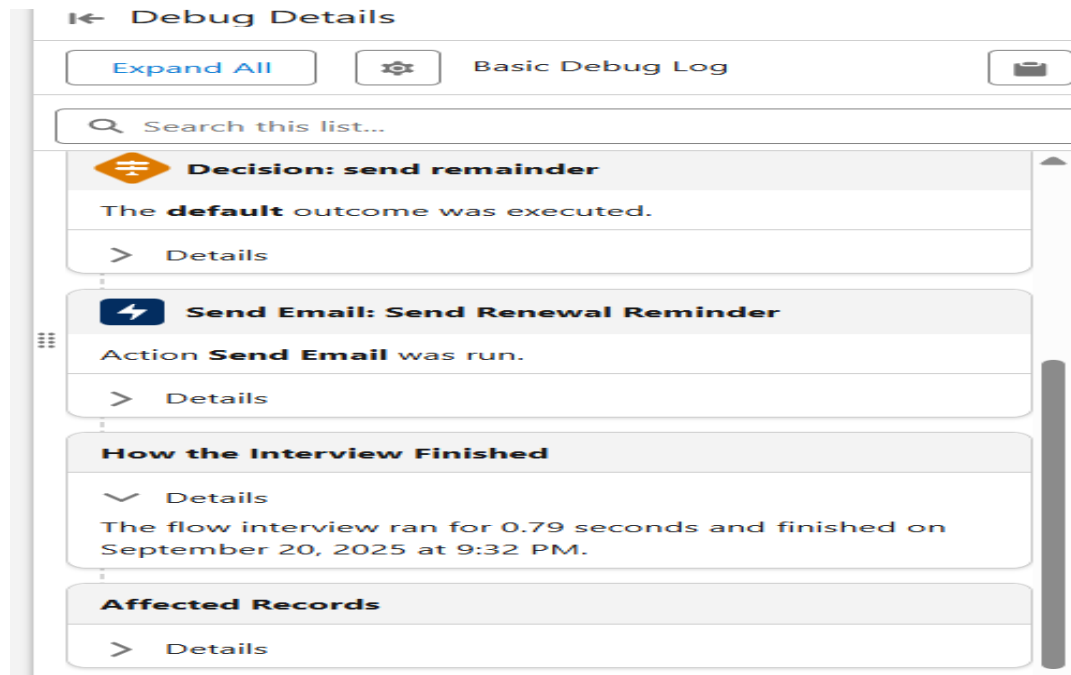 Debug Details
Expand All
Basic Debug Log
Search this list...
Decision: send remainder
The default outcome was executed.
Details
Send Email: Send Renewal Reminder
Action Send Email was run.
Details
How the Interview Finished
Details
The flow interview ran for 0.79 seconds and finished on
September 20, 2025 at 9:32 PM.
Affected Records
Details